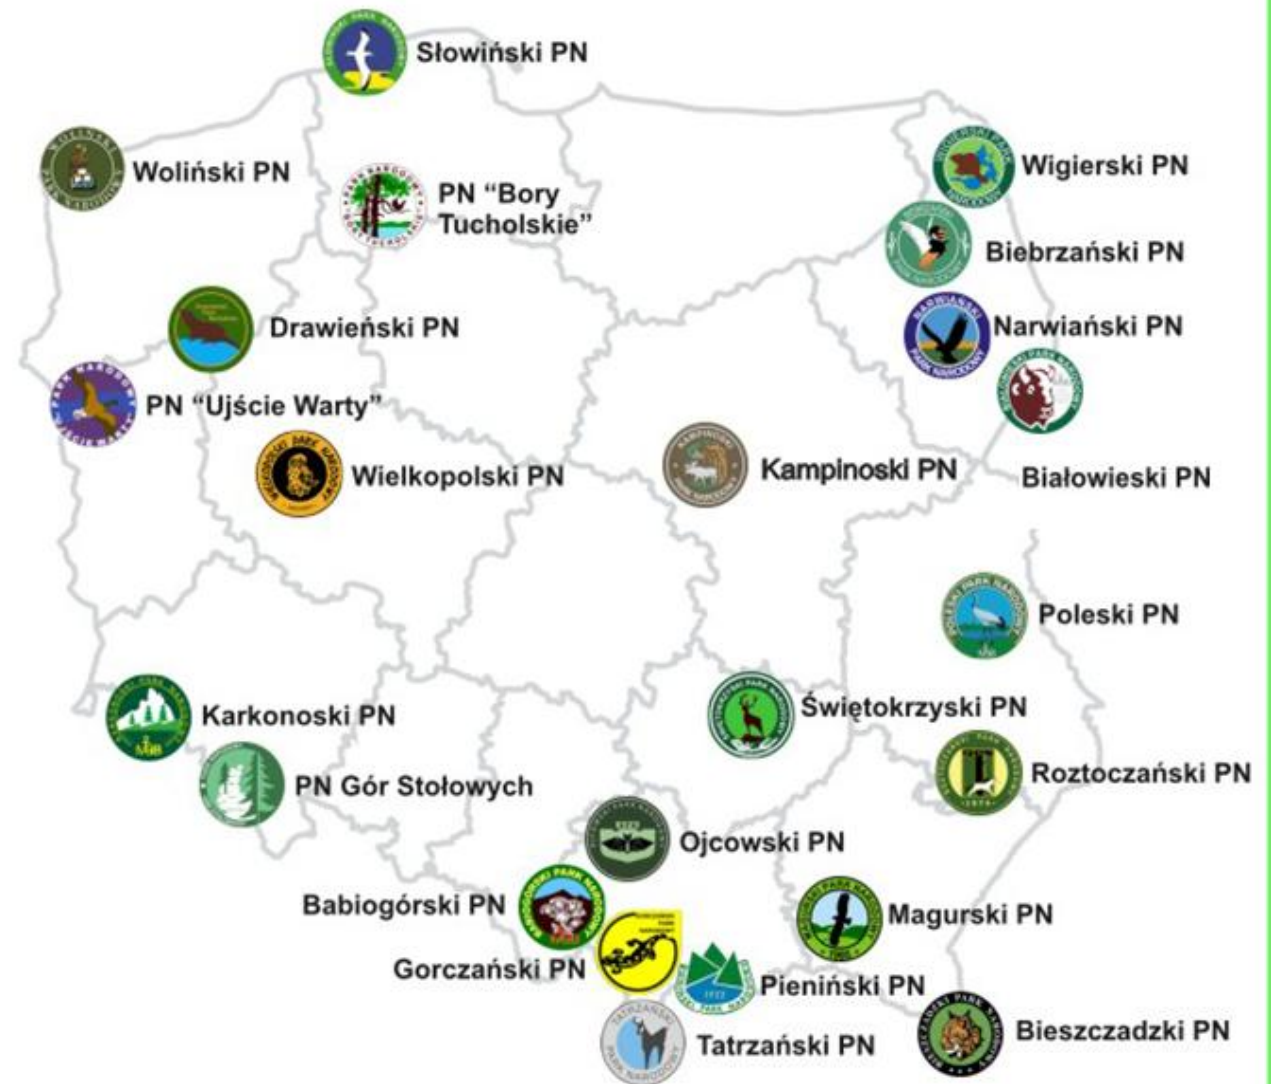 Słowiński PN
Woliński PN
PN “Bory
Tucholskie”
Wigierski PN
Biebrzański PN
Drawieński PN
Narwiański PN
PN “Ujście Warty”
Wielkopolski PN
Kampinoski PN
Białowieski PN
Poleski PN
Karkonoski PN
Świętokrzyski PN
PN Gór Stołowych
Roztoczański PN
Ojcowski PN
Babiogórski PN
Magurski PN
Gorczański PN
Pieniński PN
Tatrzański PN
Bieszczadzki PN